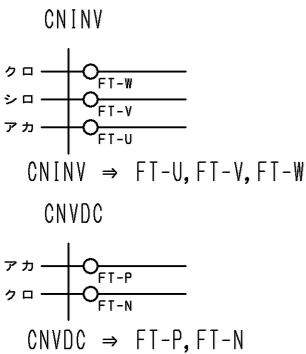 CNINV
クロ FT-W
シロ FT-V
アカ FT-U
CNINV ⇒ FT-U,FT-V,FT-W
CNVDC
アカ FT-P
クロ FT-N
CNVDC ⇒ FT-P,FT-N